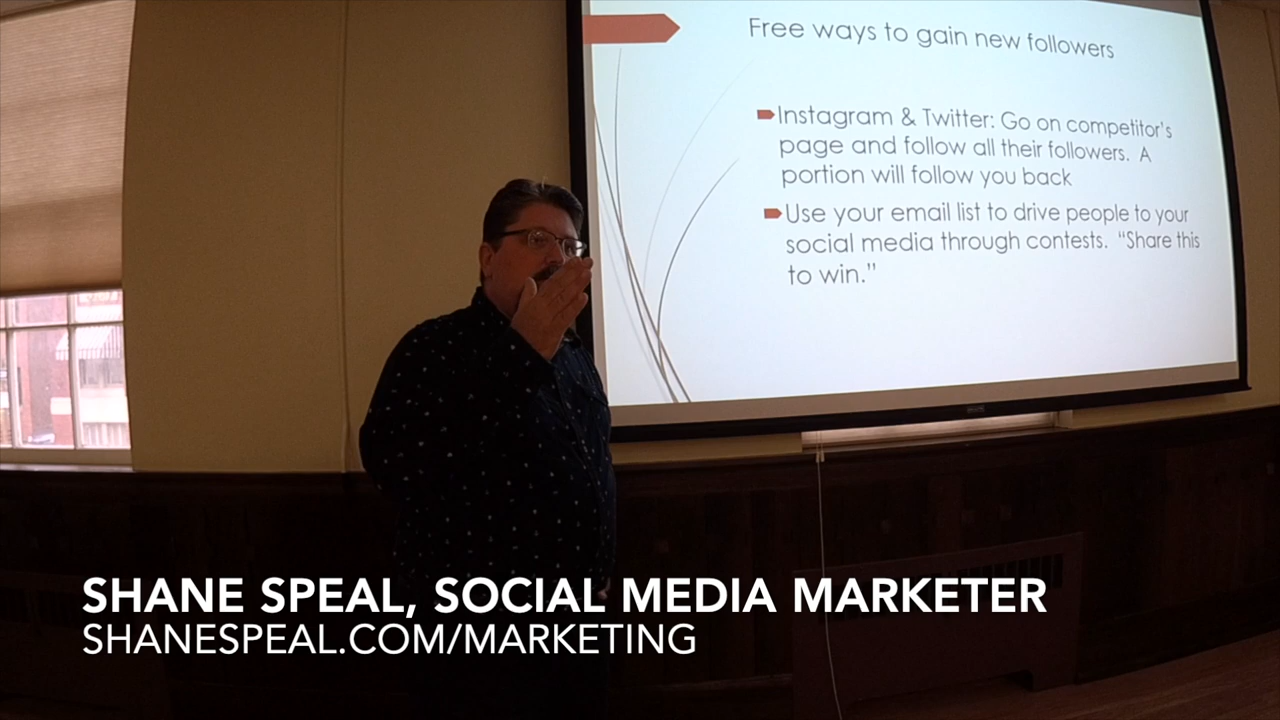 Free ways to gain new followers
Instagram & Twitter: Go on competitor's
page and follow all their followers. A
portion will follow you back
Use your email list to drive people to your
social media through contests. "Share this
to win."
SHANE SPEAL, SOCIAL MEDIA MARKETER
SHANESPEAL.COM/MARKETING